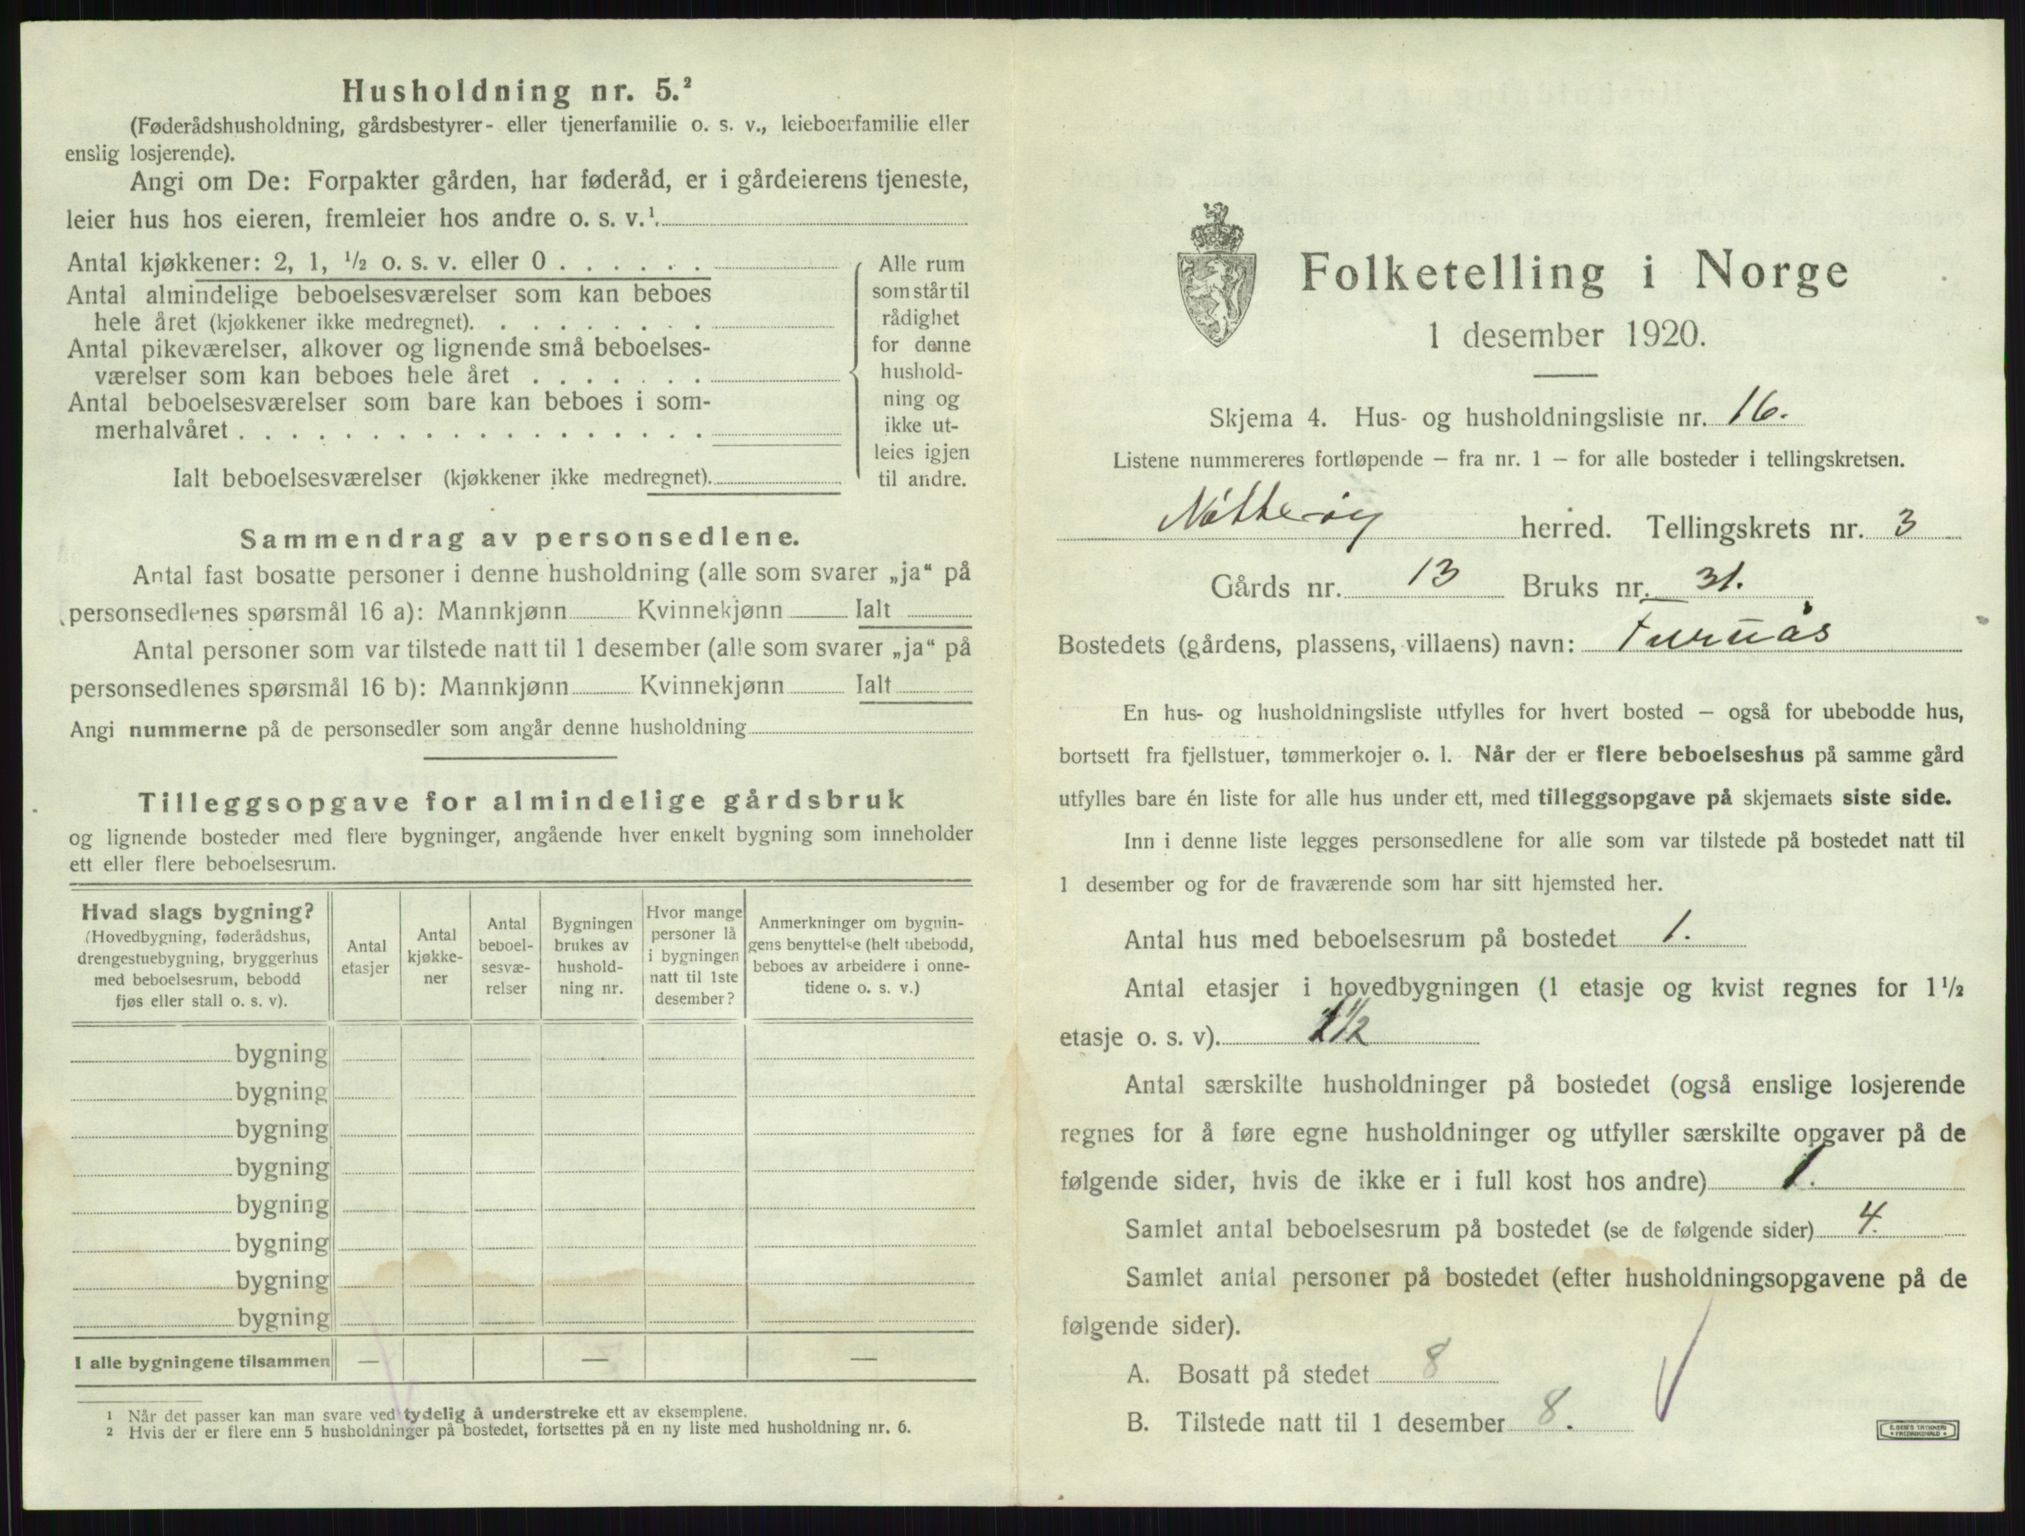 Husholdning nr. 5.²
(Føderådshusholdning, gårdsbestyrer- eller tjenerfamilie o. s. v., leieboerfamilie eller
enslig losjerende).
Angi om De: Forpakter gården, har føderåd, er i gårdeierens tjeneste,
leier hus hos eieren, fremleier hos andre o. s. v.¹.
Antal kjøkkener: 2, 1, ½ o. s. v. eller 0 . . . . . .
Antal almindelige beboelsesværelser som kan beboes
hele året (kjøkkener ikke medregnet). . . . . . . . .
Antal pikeværelser, alkover og lignende små beboelses-
værelser som kan beboes hele året . . . . . . .
Antal beboelsesværelser som bare kan beboes i som-
merhalvåret . . . . . . . . . . . . . . . . . .
Ialt beboelsesværelser (kjøkkener ikke medregnet).
Alle rum
som står til
rådighet
for denne
hushold-
ning og
ikke ut-
leies igjen
til andre.
Sammendrag av personsedlene.
Antal fast bosatte personer i denne husholdning (alle som svarer „ja“ på
personsedlenes spørsmål 16 a): Mannkjønn Kvinnekjønn Ialt
Antal personer som var tilstede natt til 1 desember (alle som svarer „ja“ på
personsedlenes spørsmål 16 b): Mannkjønn Kvinnekjønn Ialt
Angi nummerne på de personsedler som angår denne husholdning
Tilleggsopgave for almindelige gårdsbruk
og lignende bosteder med flere bygninger, angående hver enkelt bygning som inneholder
ett eller flere beboelsesrum.
Hvad slags bygning?
(Hovedbygning, føderådshus,
drengestuebygning, bryggerhus
med beboelsesrum, bebodd
fjøs eller stall o. s. v).
Antal
etasjer
Antal
kjøkke-
ner
Antal
beboel-
sesvæ-
relser
Bygningen
brukes av
hushold-
ning nr.
Hvor mange
personer lå
i bygningen
natt til 1ste
desember?
Anmerkninger om bygnin-
gens benyttelse (helt ubebodd,
beboes av arbeidere i onne-
tidene o. s. v.)
bygning
bygning
bygning
bygning
bygning
bygning
bygning
bygning
I alle bygningene tilsammen — — —
¹ Når det passer kan man svare ved tydelig å understreke ett av eksemplene.
² Hvis der er flere enn 5 husholdninger på bostedet, fortsettes på en ny liste med husholdning nr. 6.
Folketelling i Norge
1 desember 1920.
Skjema 4. Hus- og husholdningsliste nr. 16.
Listene nummereres fortløpende – fra nr. 1 – for alle bosteder i tellingskretsen.
Nøtterøy herred. Tellingskrets nr. 3
Gårds nr. 13 Bruks nr. 31.
Bostedets (gårdens, plassens, villaens) navn: Furuås
En hus- og husholdningsliste utfylles for hvert bosted – også for ubebodde hus,
bortsett fra fjellstuer, tømmerkojer o. l. Når der er flere beboelseshus på samme gård
utfylles bare én liste for alle hus under ett, med tilleggsopgave på skjemaets siste side.
Inn i denne liste legges personsedlene for alle som var tilstede på bostedet natt til
1 desember og for de fraværende som har sitt hjemsted her.
Antal hus med beboelsesrum på bostedet 1.
Antal etasjer i hovedbygningen (1 etasje og kvist regnes for 1½
etasje o. s. v). 1½
Antal særskilte husholdninger på bostedet (også enslige losjerende
regnes for å føre egne husholdninger og utfyller særskilte opgaver på de
følgende sider, hvis de ikke er i full kost hos andre) 1.
Samlet antal beboelsesrum på bostedet (se de følgende sider) 4.
Samlet antal personer på bostedet (efter husholdningsopgavene på de
følgende sider).
A. Bosatt på stedet 8
B. Tilstede natt til 1 desember 8.